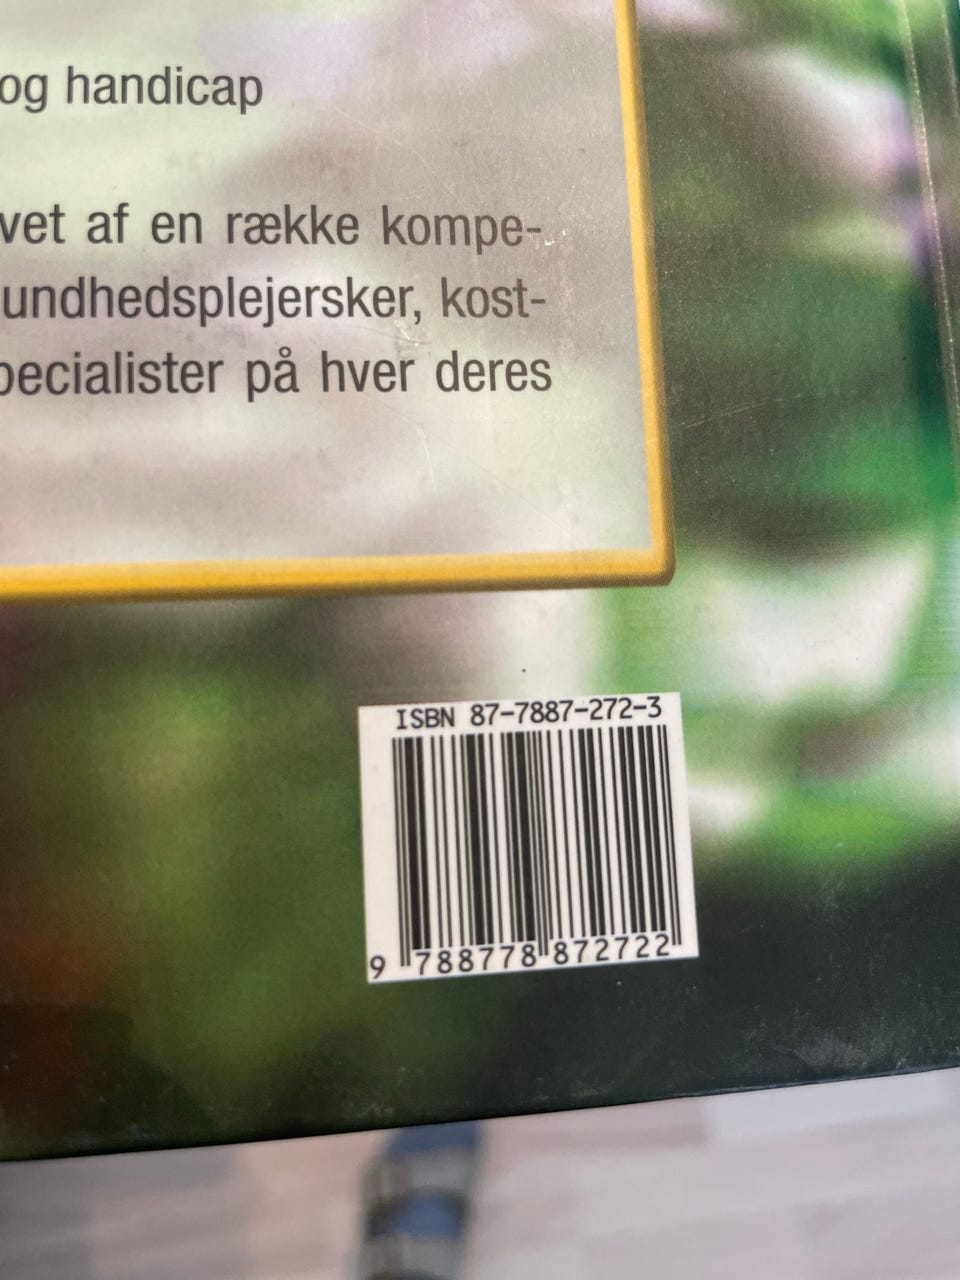 og handicap
vet af en række kompe-
undhedsplejersker, kost-
pecialister på hver deres
ISBN 87-7887-272-3
9 788778 872722